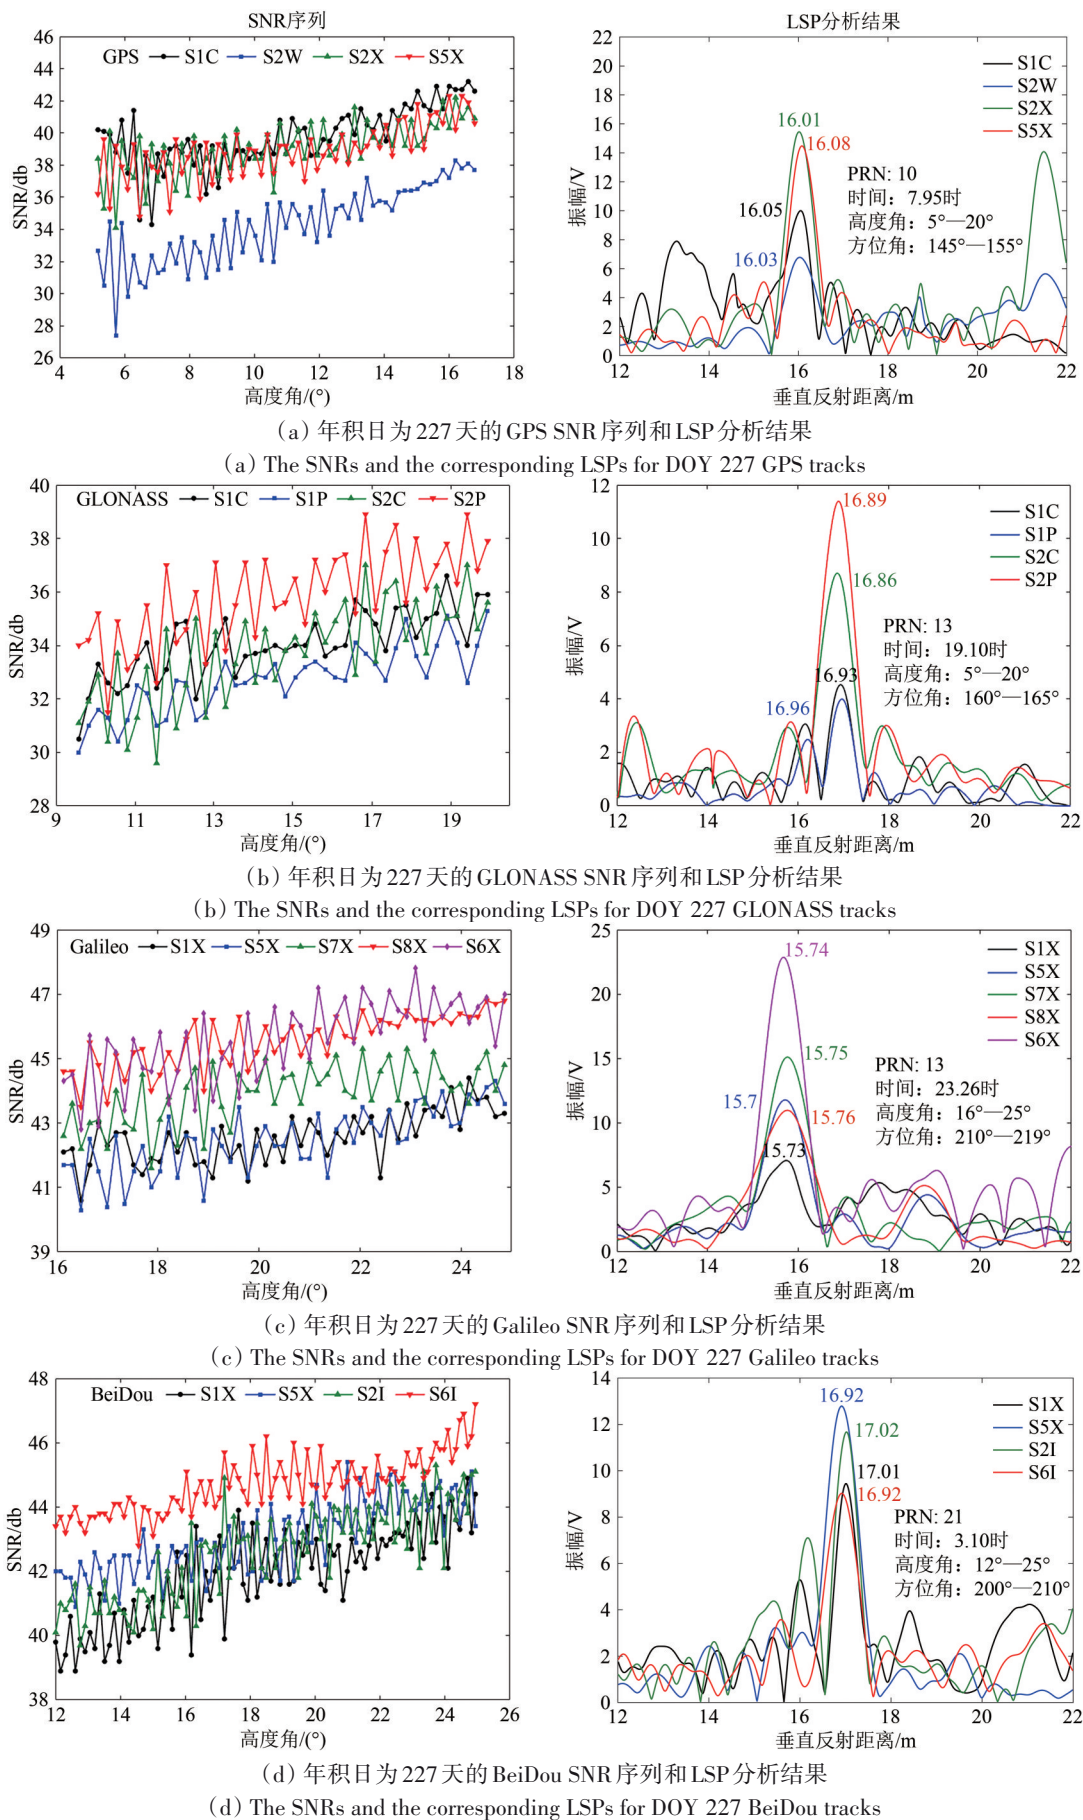 SNR序列
LSP分析结果
GPS S1C S2W S2X S5X
46
44
42
40
38
36
34
32
30
28
26
SNR/db
4 6 8 10 12 14 16 18
高度角/(°)
22
20
18
16
14
12
10
8
6
4
2
0
振幅/V
S1C
S2W
S2X
S5X
16.01
16.08
16.05
16.03
PRN: 10
时间：7.95时
高度角：5°—20°
方位角：145°—155°
12 14 16 18 20 22
垂直反射距离/m
（a）年积日为227天的GPS SNR序列和LSP分析结果
（a）The SNRs and the corresponding LSPs for DOY 227 GPS tracks
GLONASS S1C S1P S2C S2P
40
38
36
34
32
30
28
SNR/db
9 11 13 15 17 19
高度角/(°)
12
10
8
6
4
2
0
振幅/V
S1C
S1P
S2C
S2P
16.89
16.86
16.93
16.96
PRN: 13
时间：19.10时
高度角：5°—20°
方位角：160°—165°
12 14 16 18 20 22
垂直反射距离/m
（b）年积日为227天的GLONASS SNR序列和LSP分析结果
（b）The SNRs and the corresponding LSPs for DOY 227 GLONASS tracks
Galileo S1X S5X S7X S8X S6X
49
47
45
43
41
39
SNR/db
16 18 20 22 24
高度角/(°)
25
20
15
10
5
0
振幅/V
S1X
S5X
S7X
S8X
S6X
15.74
15.75
15.7
15.76
15.73
PRN: 13
时间：23.26时
高度角：16°—25°
方位角：210°—219°
12 14 16 18 20 22
垂直反射距离/m
（c）年积日为227天的Galileo SNR序列和LSP分析结果
（c）The SNRs and the corresponding LSPs for DOY 227 Galileo tracks
BeiDou S1X S5X S2I S6I
48
46
44
42
40
38
SNR/db
12 14 16 18 20 22 24 26
高度角/(°)
14
12
10
8
6
4
2
0
振幅/V
S1X
S5X
S2I
S6I
16.92
17.02
17.01
16.92
PRN: 21
时间：3.10时
高度角：12°—25°
方位角：200°—210°
12 14 16 18 20 22
垂直反射距离/m
（d）年积日为227天的BeiDou SNR序列和LSP分析结果
（d）The SNRs and the corresponding LSPs for DOY 227 BeiDou tracks